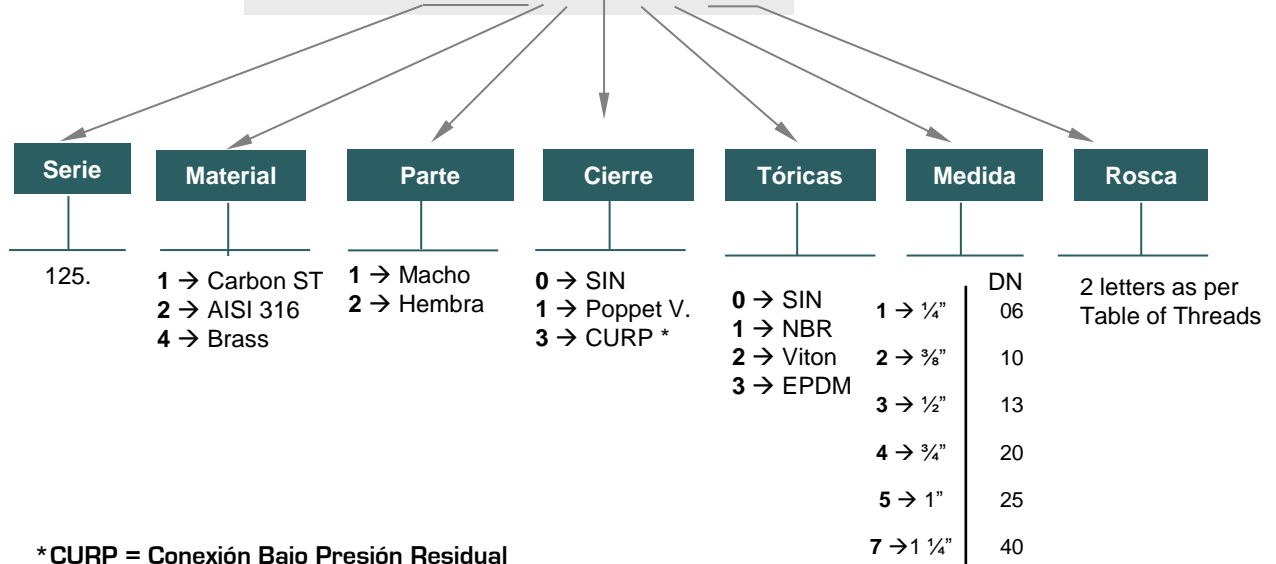 Serie
Material
Parte
Cierre
Tóricas
Medida
Rosca
125.
1 → Carbon ST
2 → AISI 316
4 → Brass
1 → Macho
2 → Hembra
0 → SIN
1 → Poppet V.
3 → CURP *
0 → SIN
1 → NBR
2 → Viton
3 → EPDM
DN
1 → ¼” 06
2 → ⅜” 10
3 → ½” 13
4 → ¾” 20
5 → 1” 25
7 →1 ¼” 40
2 letters as per
Table of Threads
*CURP = Conexión Bajo Presión Residual